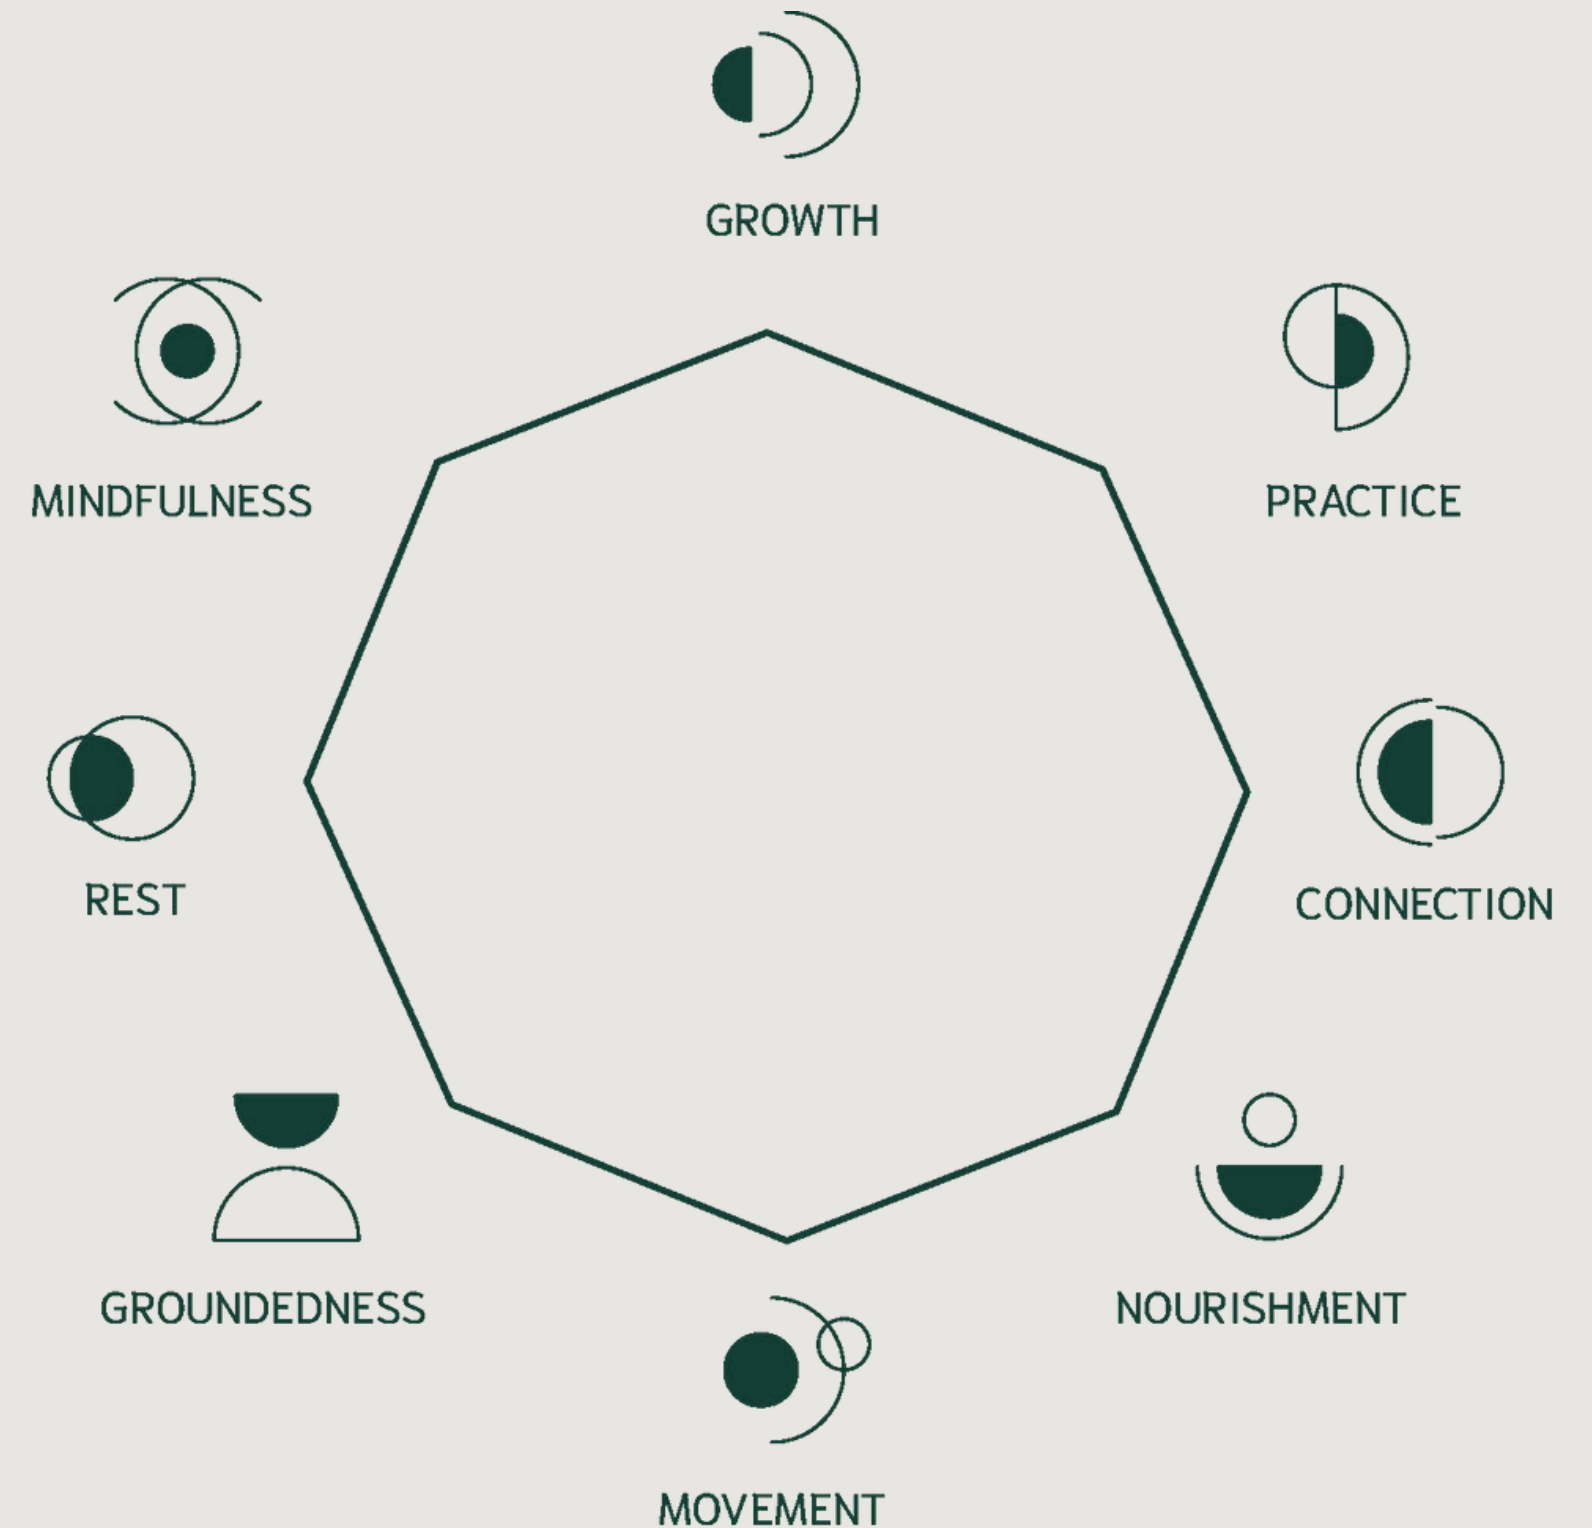 GROWTH
MINDFULNESS
PRACTICE
REST
CONNECTION
GROUNDEDNESS
NOURISHMENT
MOVEMENT